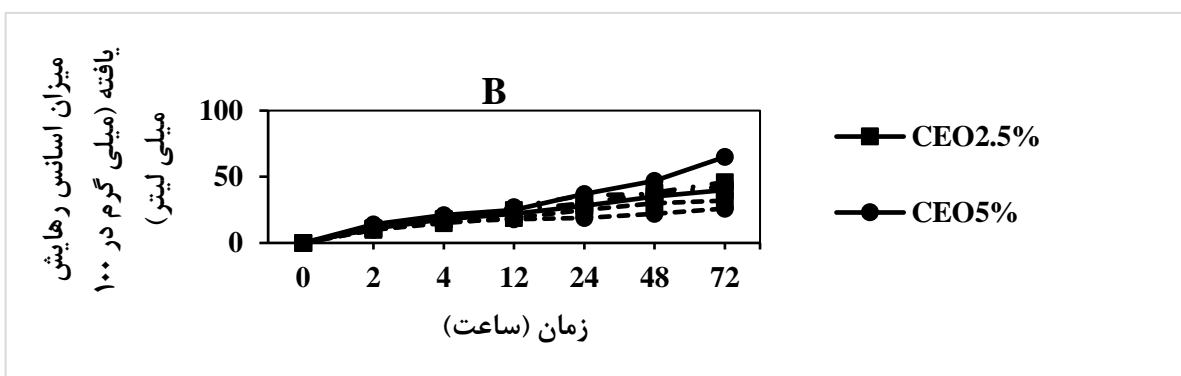 B
میزان اسانس رهایش
یافته (میلی گرم در ۱۰۰
میلی لیتر)
100
50
0
0 2 4 12 24 48 72
زمان (ساعت)
CEO2.5%
CEO5%